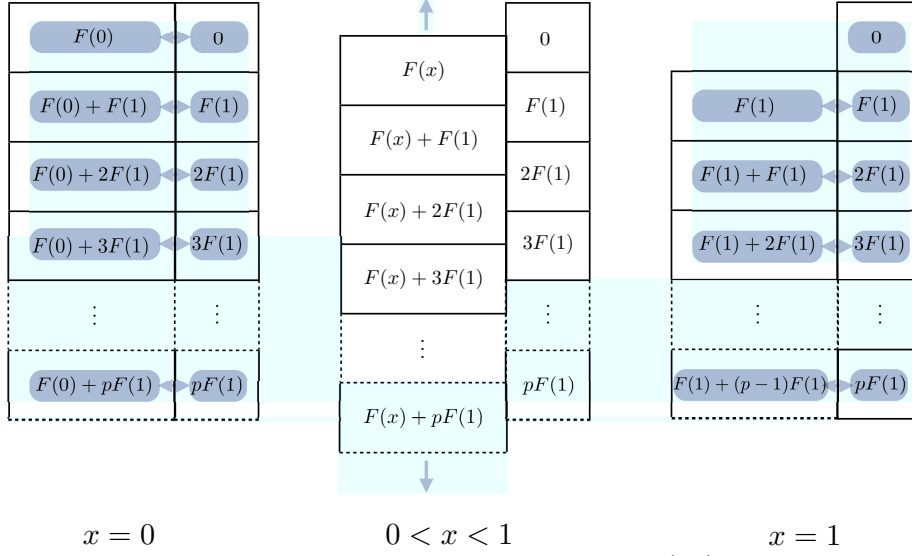 F(0) 0
F(0) + F(1) F(1)
F(0) + 2F(1) 2F(1)
F(0) + 3F(1) 3F(1)
⋮ ⋮
F(0) + pF(1) pF(1)
x = 0
F(x) 0
F(x) + F(1) F(1)
F(x) + 2F(1) 2F(1)
F(x) + 3F(1) 3F(1)
⋮ ⋮
F(x) + pF(1) pF(1)
0 < x < 1
0
F(1) F(1)
F(1) + F(1) 2F(1)
F(1) + 2F(1) 3F(1)
⋮ ⋮
F(1) + (p − 1)F(1) pF(1)
x = 1